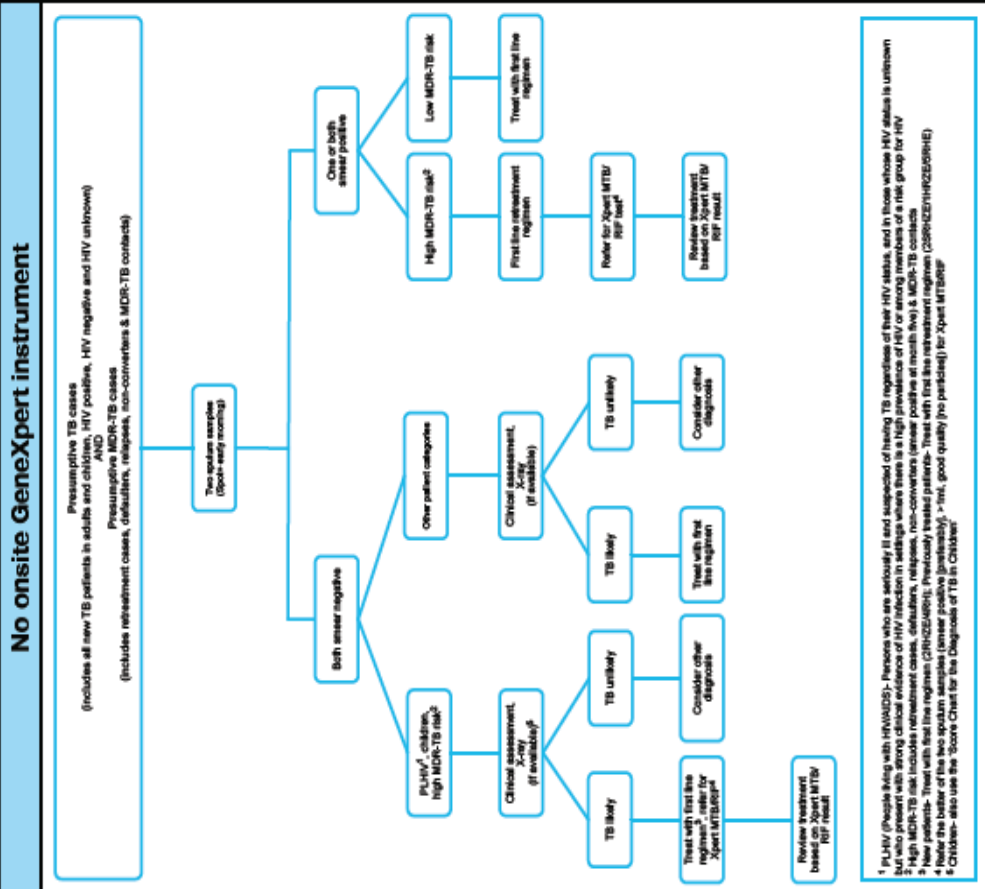 No onsite GeneXpert instrument
Presumptive TB cases
(includes all new TB patients in adults and children, HIV positive, HIV negative and HIV unknown)
AND
Presumptive MDR-TB cases
(includes retreatment cases, defaulters, relapses, non-converters & MDR-TB contacts)
Two sputum samples
(Spot+ early morning)
Both smear negative
One or both
smear positive
PLHIV¹, children,
high MDR-TB risk²
Other patient categories
High MDR-TB risk²
Low MDR-TB risk
Clinical assessment,
X-ray
(if available)⁵
Clinical assessment,
X-ray
(if available)
First line retreatment
regimen
Treat with first line
regimen
TB likely
TB unlikely
TB likely
TB unlikely
Refer for Xpert MTB/
RIF test⁴
Treat with first line
regimen³, refer for
Xpert MTB/RIF⁴
Consider other
diagnosis
Treat with first
line regimen
Consider other
diagnosis
Review treatment
based on Xpert MTB/
RIF result
Review treatment
based on Xpert MTB/
RIF result
¹ PLHIV (People living with HIV/AIDS)- Persons who are seriously ill and suspected of having TB regardless of their HIV status, and in those whose HIV status is unknown
but who present with strong clinical evidence of HIV infection in settings where there is a high prevalence of HIV or among members of a risk group for HIV
2 High MDR-TB risk includes retreatment cases, defaulters, relapses, non-converters (smear positive at month five) & MDR-TB contacts
3 New patients- Treat with first line regimen (2RHZE/4RH); Previously treated patients- Treat with first line retreatment regimen (2SRHZE/1HRZE/5RHE)
4 Refer the better of the two sputum samples (smear positive [preferably], >1ml, good quality [no particles]) for Xpert MTB/RIF
5 Children- also use the 'Score Chart for the Diagnosis of TB in Children'